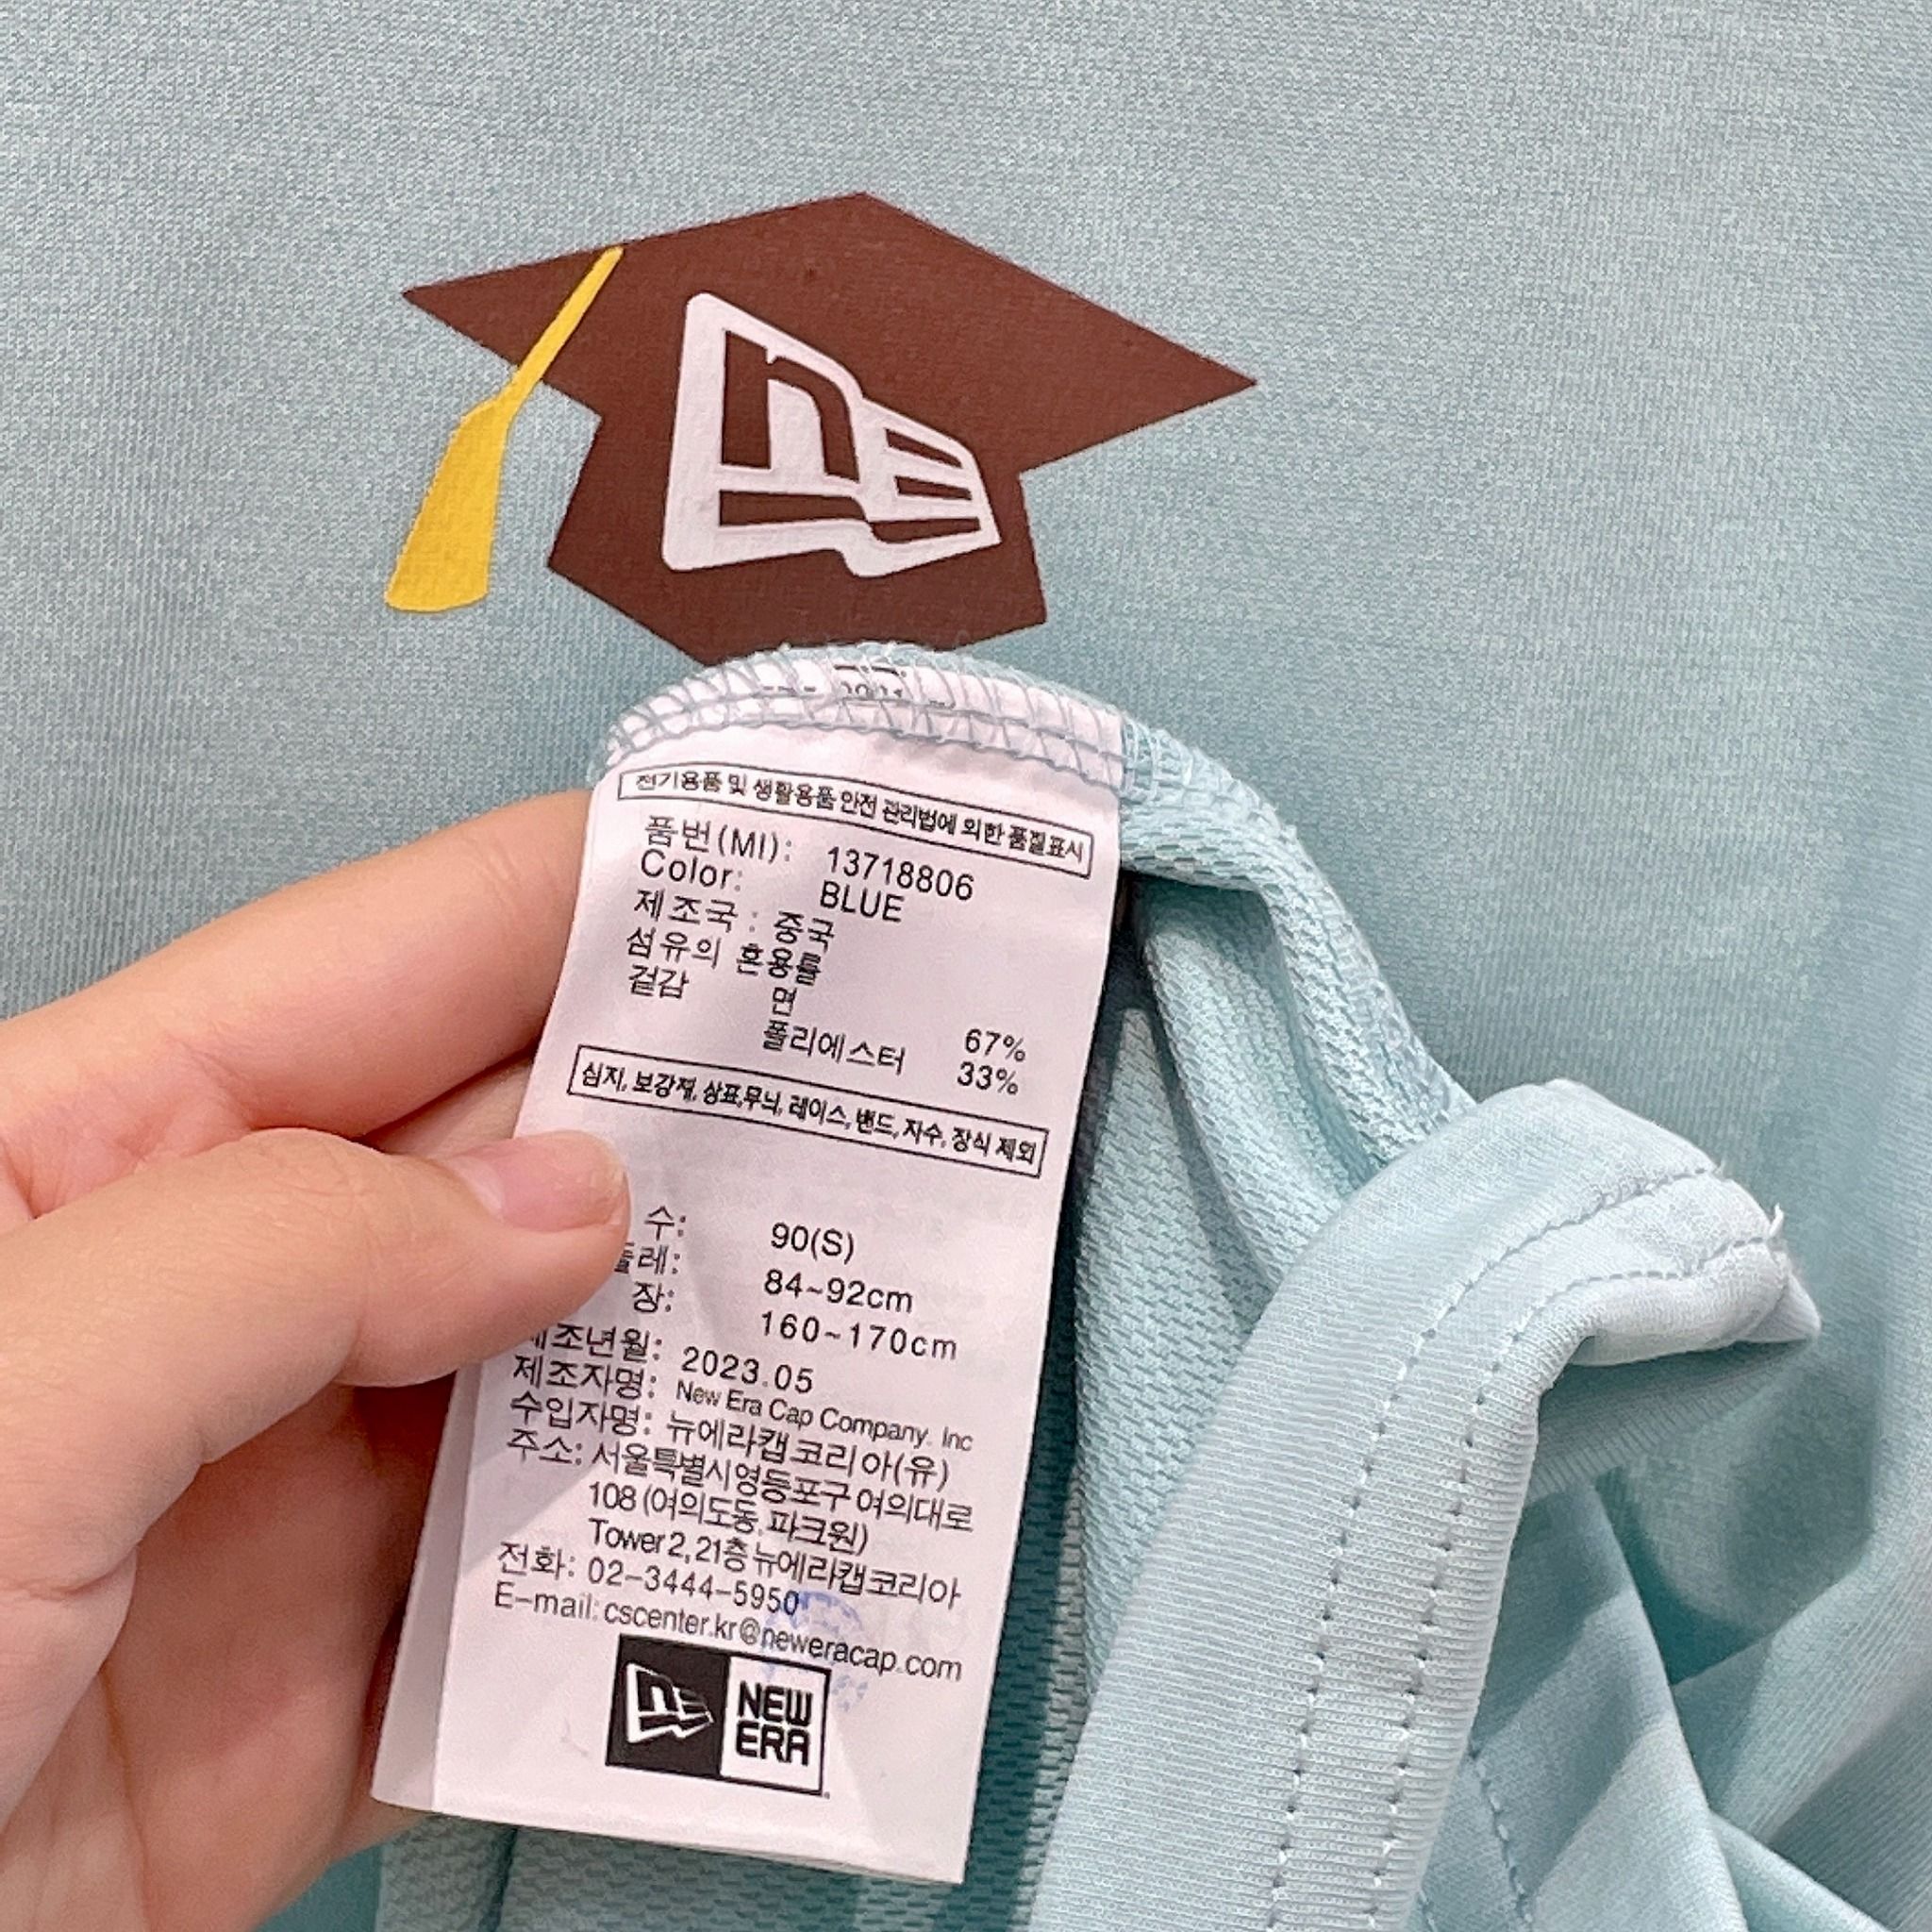 전기용품 및 생활용품 안전 관리법에 의한 품질표시
품번(MI): 13718806
Color: BLUE
제조국 : 중국
섬유의 혼용률
겉감 면 67%
폴리에스터 33%
심지, 보강재, 상표,무늬, 레이스, 밴드, 자수, 장식 제외
수: 90(S)
둘레: 84~92cm
장: 160~170cm
제조년월: 2023.05
제조자명: New Era Cap Company. Inc
수입자명: 뉴에라캡코리아(유)
주소: 서울특별시영등포구 여의대로
108 (여의도동, 파크원)
Tower 2, 21층 뉴에라캡코리아
전화: 02-3444-5950
E-mail: cscenter.kr@neweracap.com
NEW
ERA